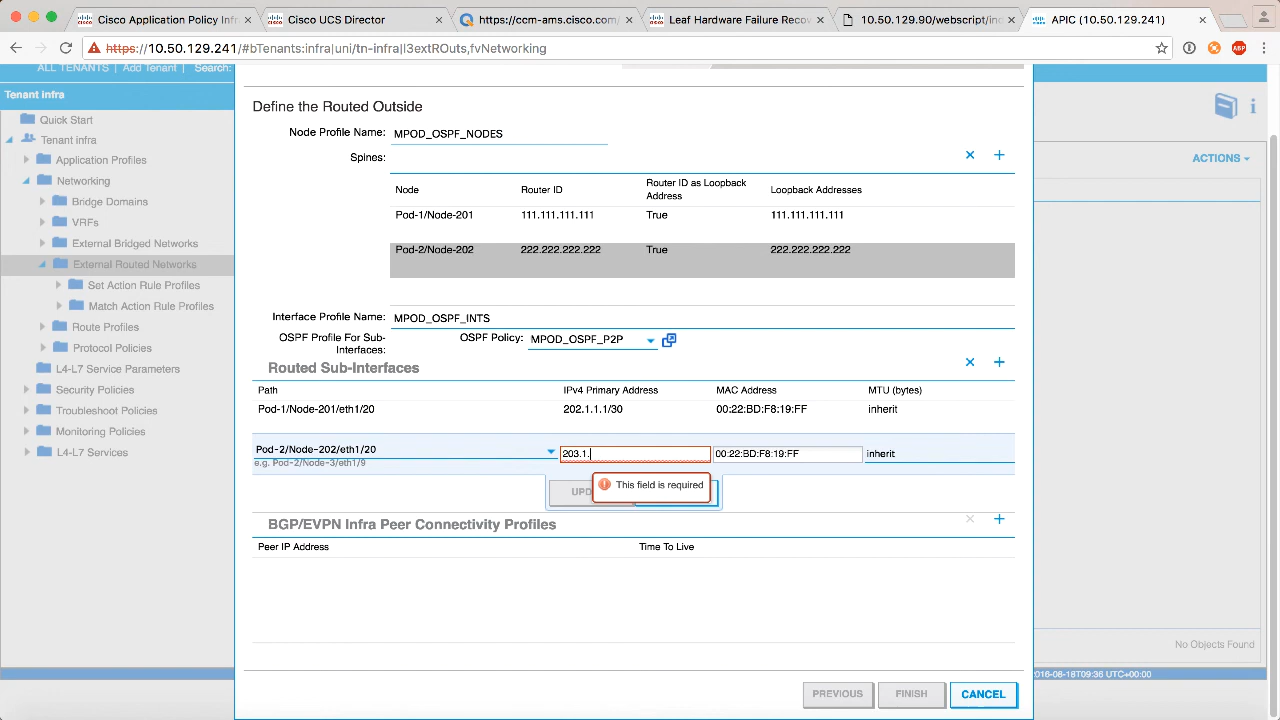 Cisco Application Policy Inf
Cisco UCS Director
https://ccm-ams.cisco.com/
Leaf Hardware Failure - recov
10.50.129.90/webscript/ind
APIC (10.50.129.241)
https://10.50.129.241/#bTenants:infra|uni/tn-infra|l3extROuts,fvNetworking
ABP
ALL TENANTS | Add Tenant | Search:
Tenant infra
Quick Start
Tenant infra
Application Profiles
Networking
Bridge Domains
VRFs
External Bridged Networks
External Routed Networks
Set Action Rule Profiles
Match Action Rule Profiles
Route Profiles
Protocol Policies
L4-L7 Service Parameters
Security Policies
Troubleshoot Policies
Monitoring Policies
L4-L7 Services
Define the Routed Outside
Node Profile Name: MPOD_OSPF_NODES
Spines:
Node Router ID Router ID as Loopback Address Loopback Addresses
Pod-1/Node-201 111.111.111.111 True 111.111.111.111
Pod-2/Node-202 222.222.222.222 True 222.222.222.222
Interface Profile Name: MPOD_OSPF_INTS
OSPF Profile For Sub-Interfaces: OSPF Policy: MPOD_OSPF_P2P
Routed Sub-Interfaces
Path IPv4 Primary Address MAC Address MTU (bytes)
Pod-1/Node-201/eth1/20 202.1.1.1/30 00:22:BD:F8:19:FF inherit
Pod-2/Node-202/eth1/20 203.1. 00:22:BD:F8:19:FF inherit
e.g. Pod-2/Node-3/eth1/9
UPD
This field is required
BGP/EVPN Infra Peer Connectivity Profiles
Peer IP Address Time To Live
PREVIOUS FINISH CANCEL
ACTIONS
No Objects Found
2016-08-18T09:36 UTC+00:00